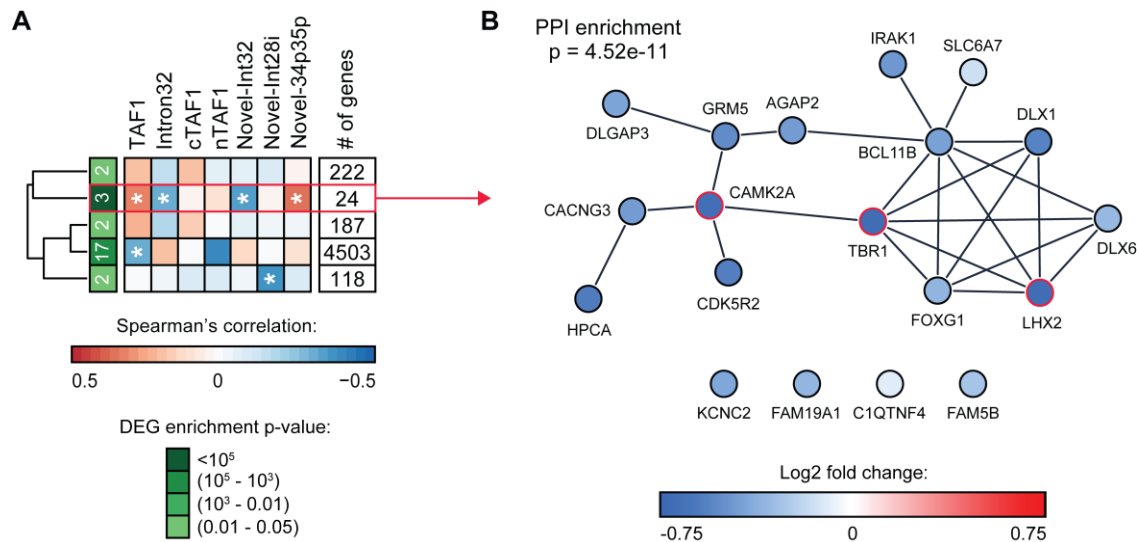 A
TAF1
Intron32
cTAF1
nTAF1
Novel-Int32
Novel-Int28i
Novel-34p35p
# of genes
2
222
3 * * * *
24
2
187
17 *
4503
2 *
118
Spearman's correlation:
0.5 0 -0.5
DEG enrichment p-value:
<10⁵
(10⁵ - 10³)
(10³ - 0.01)
(0.01 - 0.05)
B
PPI enrichment
p = 4.52e-11
IRAK1
SLC6A7
DLGAP3
GRM5
AGAP2
BCL11B
DLX1
CACNG3
CAMK2A
TBR1
DLX6
HPCA
CDK5R2
FOXG1
LHX2
KCNC2
FAM19A1
C1QTNF4
FAM5B
Log2 fold change:
-0.75 0 0.75